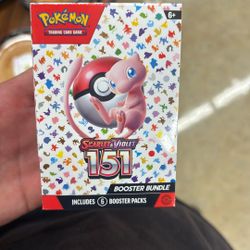 Pokémon
TRADING CARD GAME
6+
SCARLET & VIOLET
151
BOOSTER BUNDLE
INCLUDES 6 BOOSTER PACKS